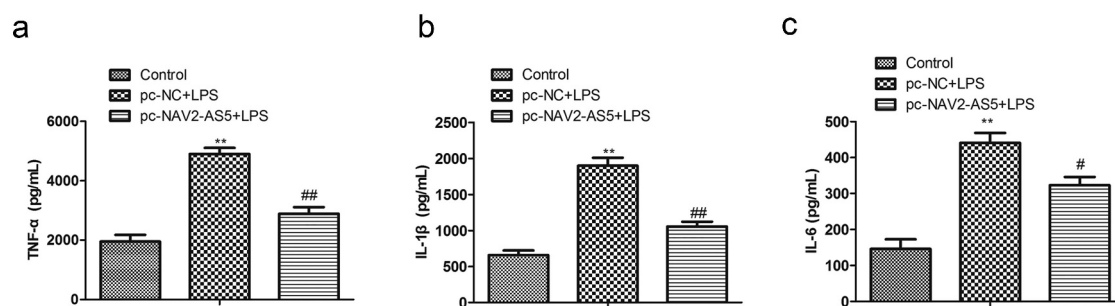 a
Control
pc-NC+LPS
pc-NAV2-AS5+LPS
TNF-α (pg/mL)
6000
4000
2000
0
**
##
b
Control
pc-NC+LPS
pc-NAV2-AS5+LPS
IL-1β (pg/mL)
2500
2000
1500
1000
500
0
**
##
c
Control
pc-NC+LPS
pc-NAV2-AS5+LPS
IL-6 (pg/mL)
500
400
300
200
100
0
**
#